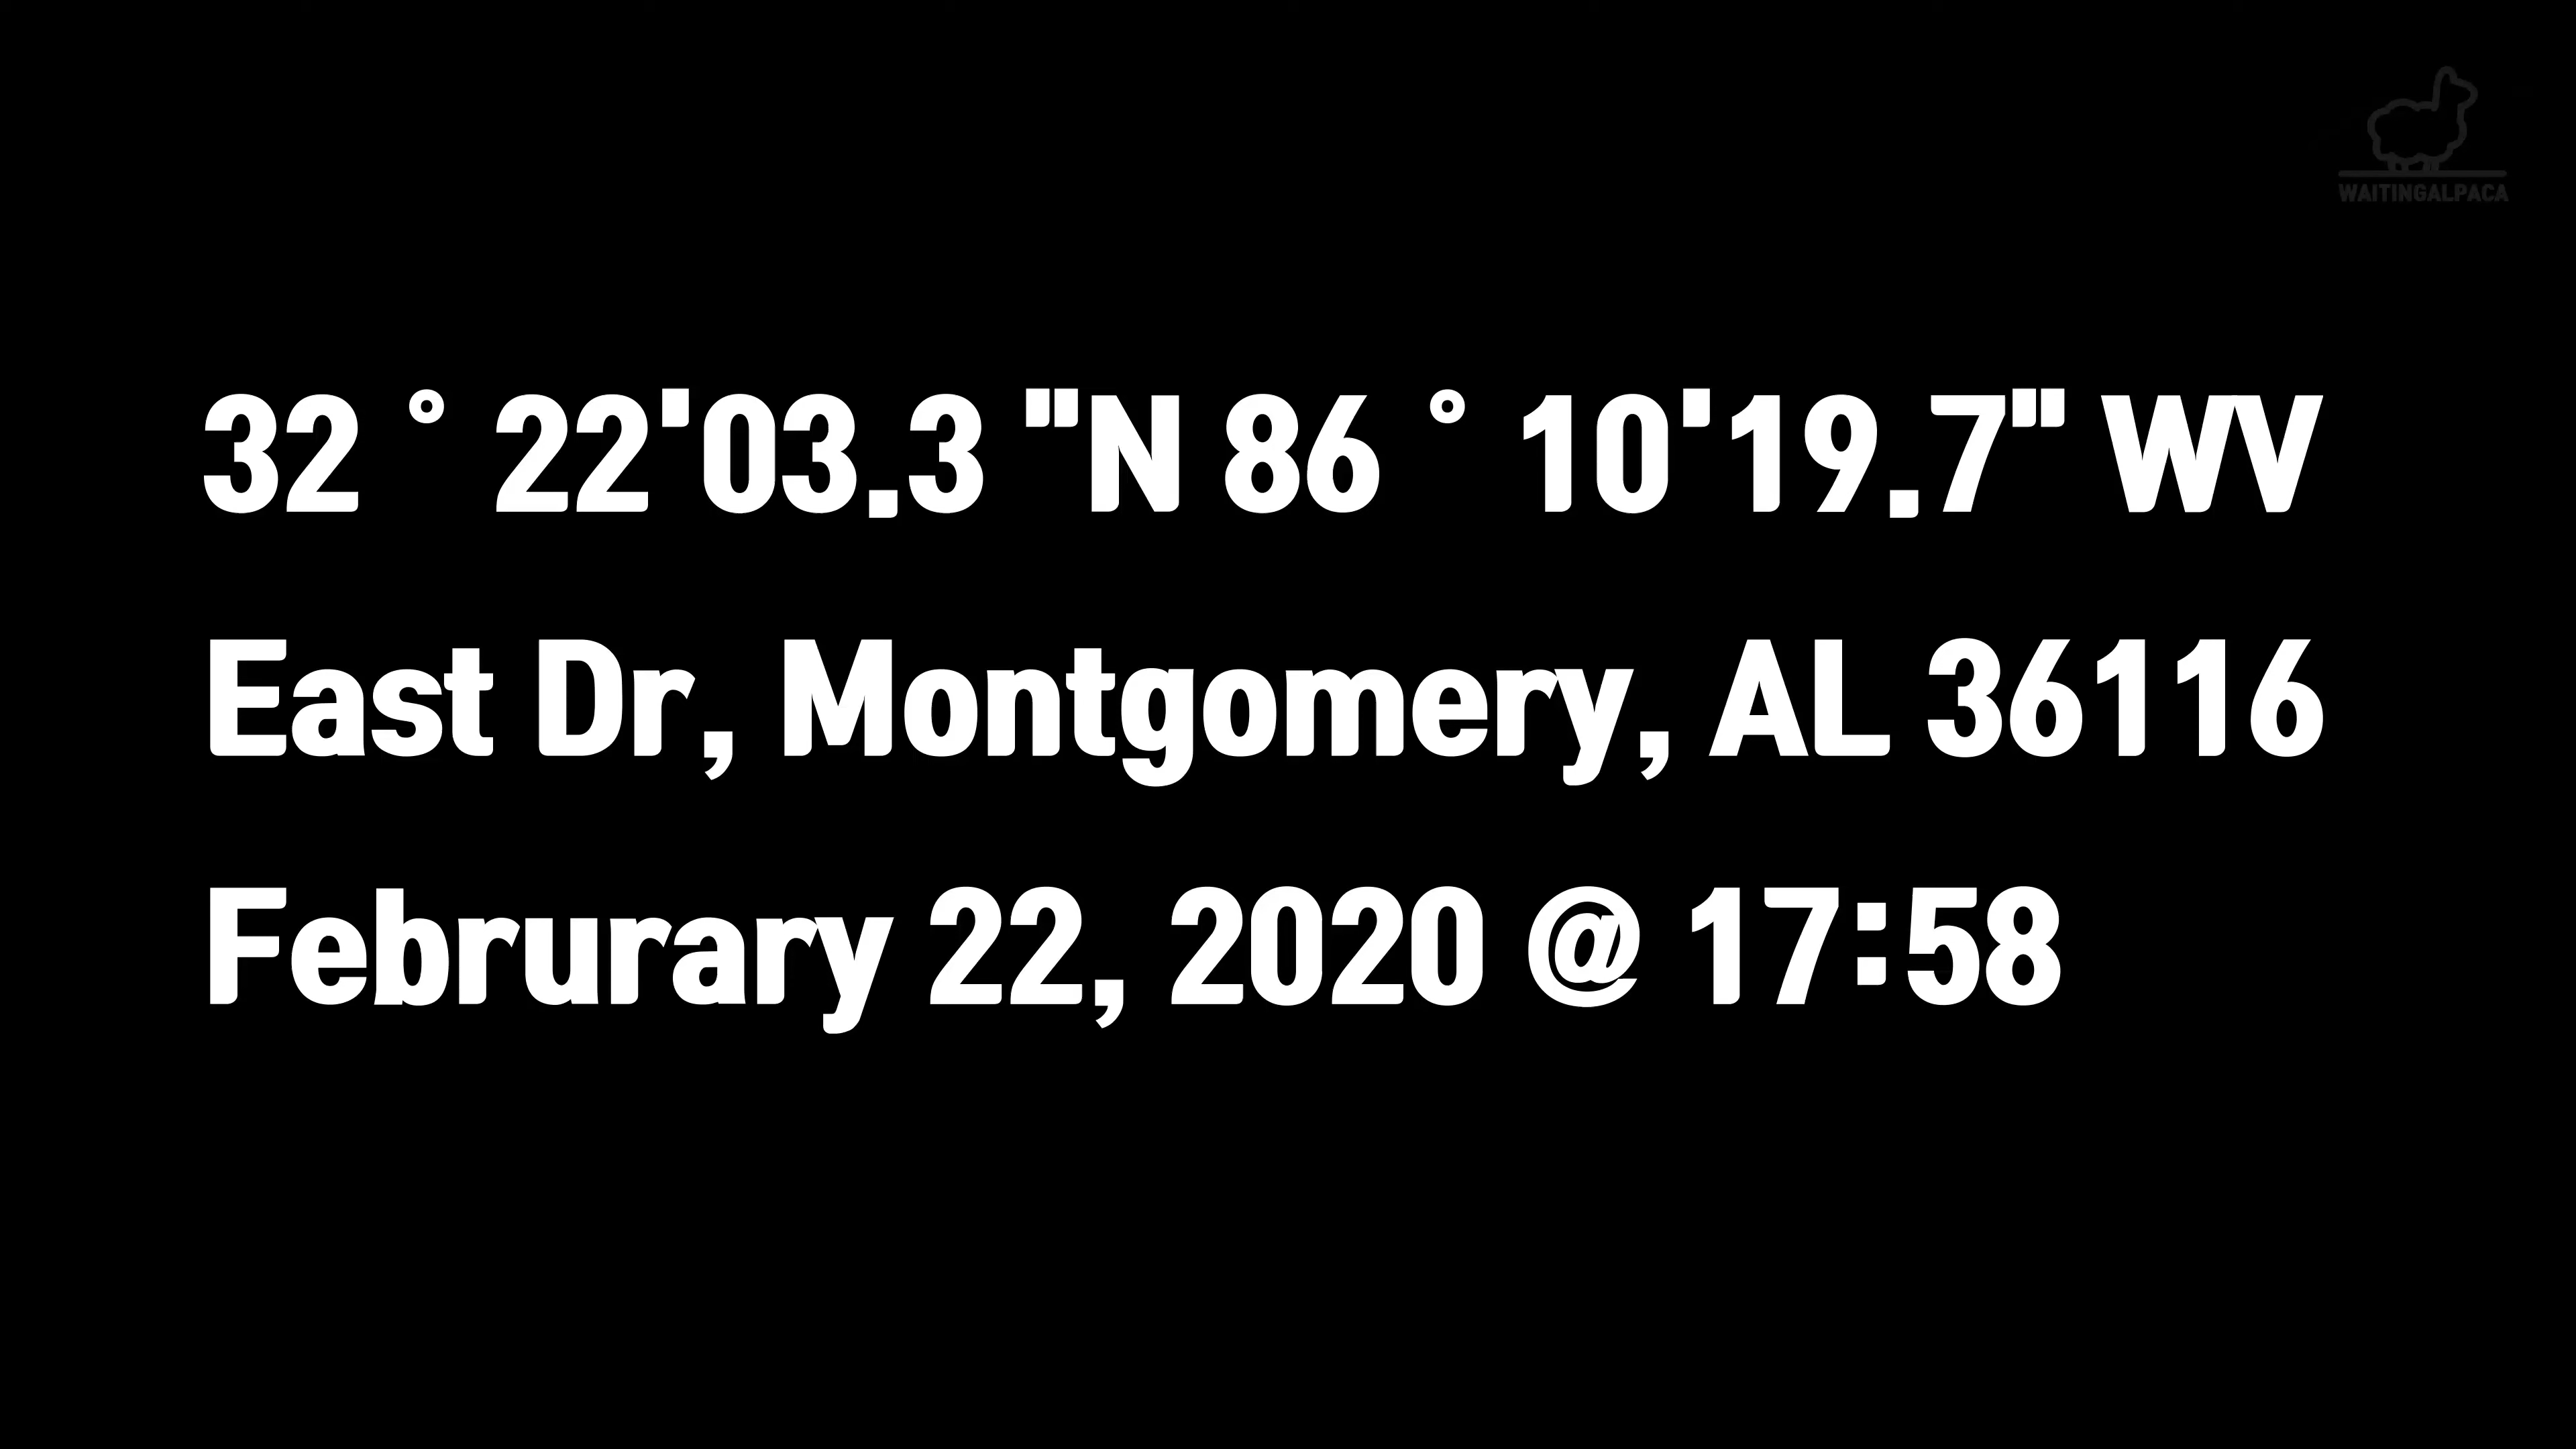 WAITINGALPACA
32 ° 22'03.3 "N 86 ° 10'19.7" WV
East Dr, Montgomery, AL 36116
Februrary 22, 2020 @ 17:58